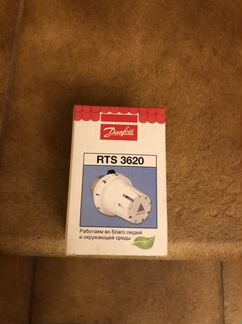 Danfoss
RTS 3620
Работаем во благо людей
и окружающей среды